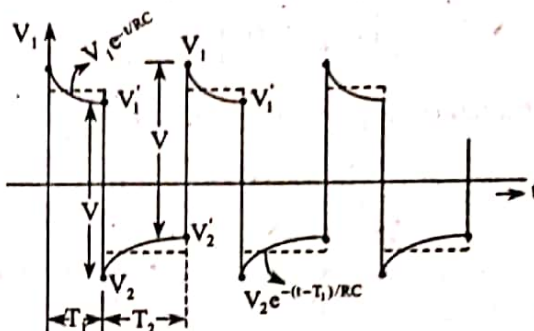 V₁
V₁e^-t/RC
V₁
V₁'
V
V₁'
V
t
V₂'
V₂
V₂e^-(t-T₁)/RC
T₁
T₂